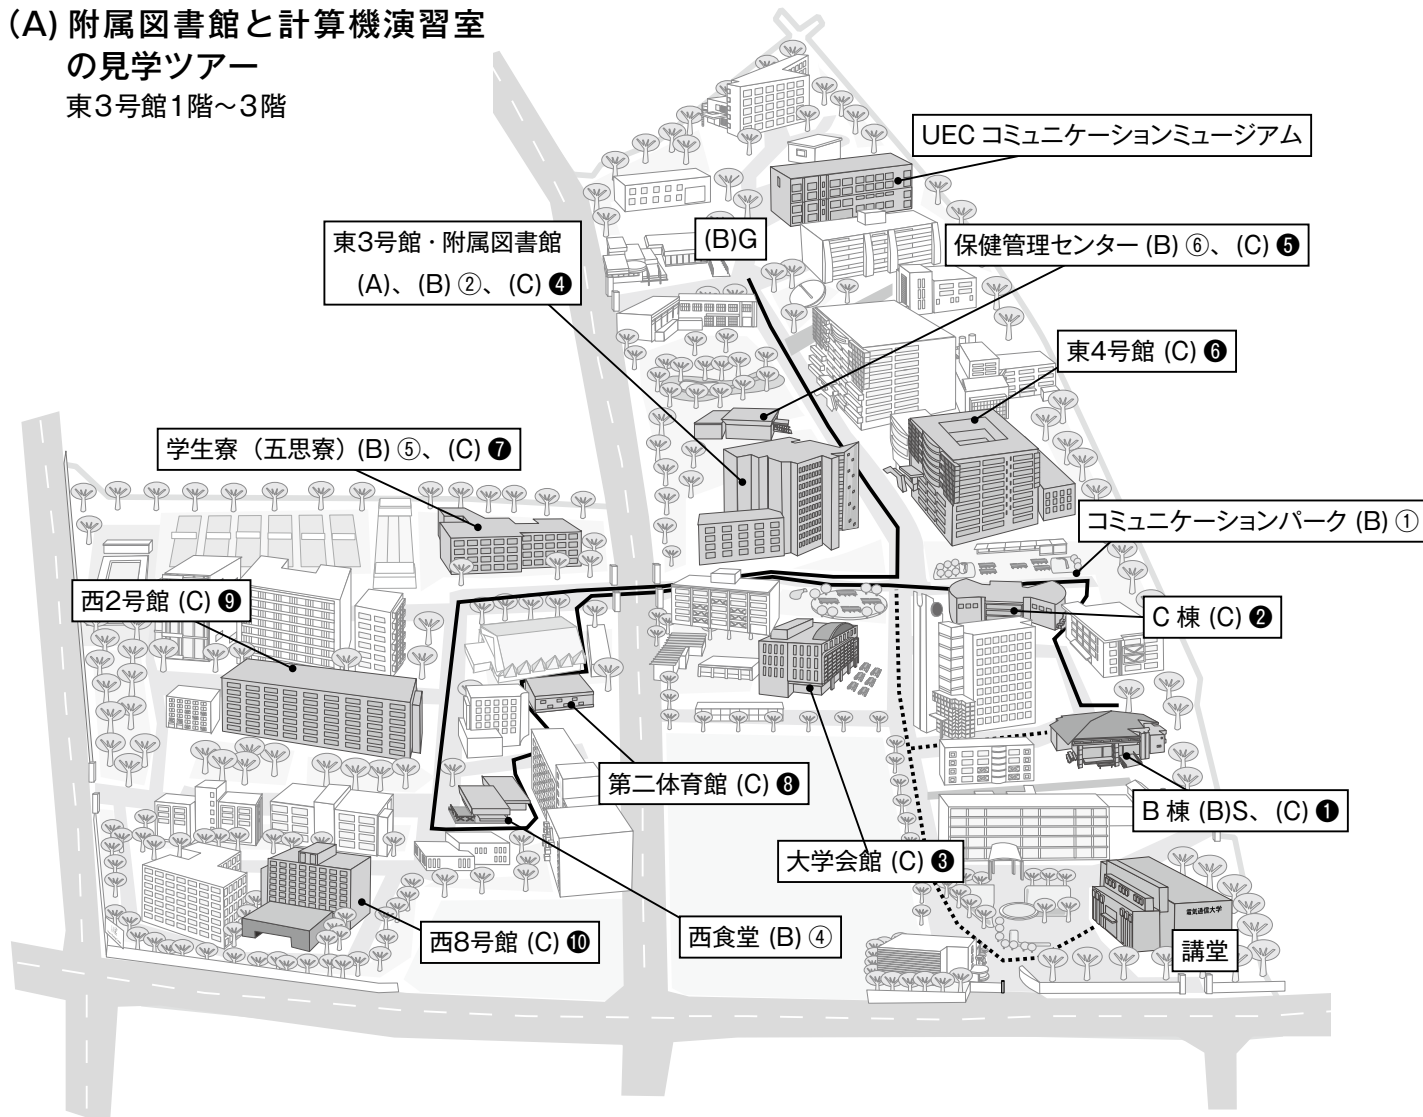 (A) 附属図書館と計算機演習室
の見学ツアー
東3号館1階～3階
UEC コミュニケーションミュージアム
東3号館・附属図書館
(A)、(B) ②、(C) ❹
(B)G
保健管理センター (B) ⑥、(C) ❺
東4号館 (C) ❻
学生寮（五思寮）(B) ⑤、(C) ❼
コミュニケーションパーク (B) ①
西2号館 (C) ❾
C 棟 (C) ❷
第二体育館 (C) ❽
B 棟 (B)S、(C) ❶
大学会館 (C) ❸
電気通信大学
西8号館 (C) ❿
西食堂 (B) ④
講堂